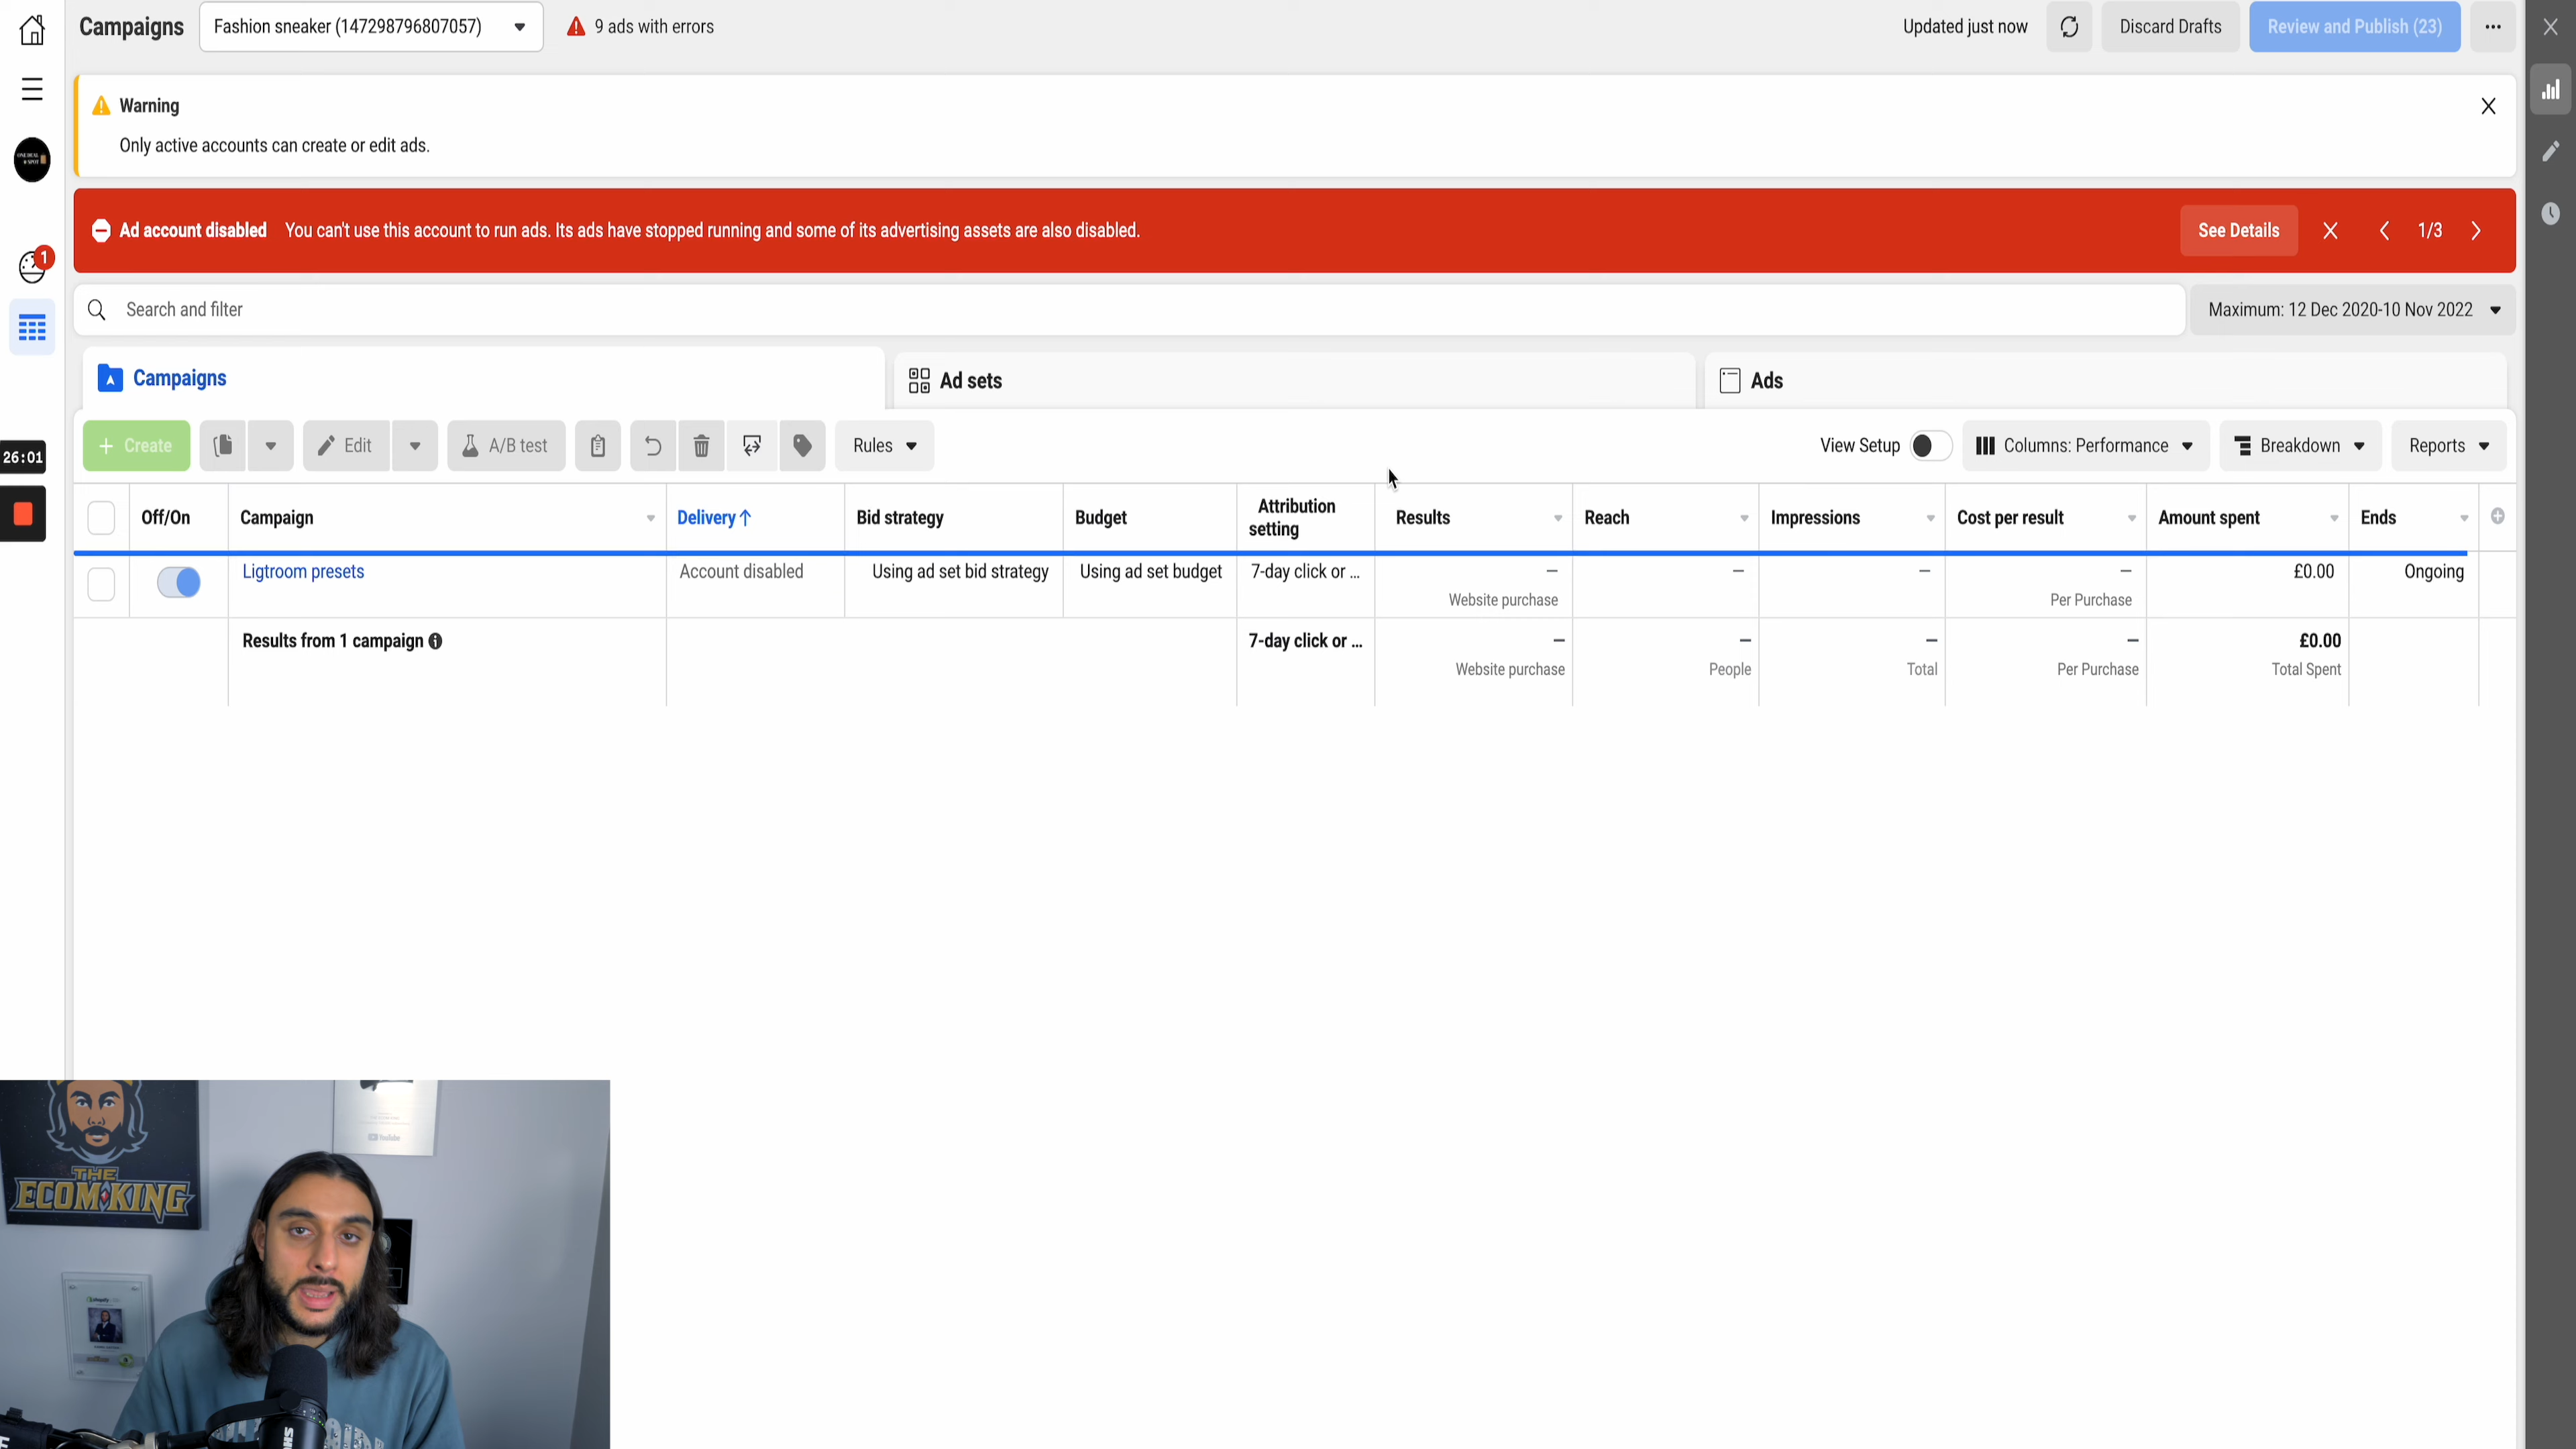 Campaigns
Fashion sneaker (147298796807057)
9 ads with errors
Updated just now
Discard Drafts
Review and Publish (23)
Warning
Only active accounts can create or edit ads.
Ad account disabled You can't use this account to run ads. Its ads have stopped running and some of its advertising assets are also disabled.
See Details
1/3
1
Search and filter
Maximum: 12 Dec 2020-10 Nov 2022
Campaigns
Ad sets
Ads
+ Create
Edit
A/B test
Rules
View Setup
Columns: Performance
Breakdown
Reports
26:01
Off/On
Campaign
Delivery↑
Bid strategy
Budget
Attribution
setting
Results
Reach
Impressions
Cost per result
Amount spent
Ends
Ligtroom presets
Account disabled
Using ad set bid strategy
Using ad set budget
7-day click or ...
—
—
—
—
£0.00
Ongoing
Website purchase
Per Purchase
Results from 1 campaign
7-day click or ...
—
—
—
—
£0.00
Website purchase
People
Total
Per Purchase
Total Spent
YouTube
THE
ECOM KING
shopify